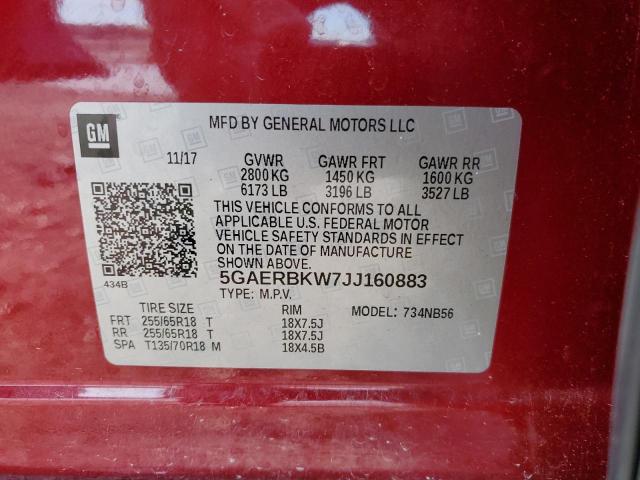 GM
MFD BY GENERAL MOTORS LLC
11/17 GVWR GAWR FRT GAWR RR
2800 KG 1450 KG 1600 KG
6173 LB 3196 LB 3527 LB
THIS VEHICLE CONFORMS TO ALL
APPLICABLE U.S. FEDERAL MOTOR
VEHICLE SAFETY STANDARDS IN EFFECT
ON THE DATE OF MANUFACTURE
SHOWN ABOVE.
434B
5GAERBKW7JJ160883
TYPE: M.P.V.
TIRE SIZE RIM MODEL: 734NB56
FRT 255/65R18 T 18X7.5J
RR 255/65R18 T 18X7.5J
SPA T135/70R18 M 18X4.5B